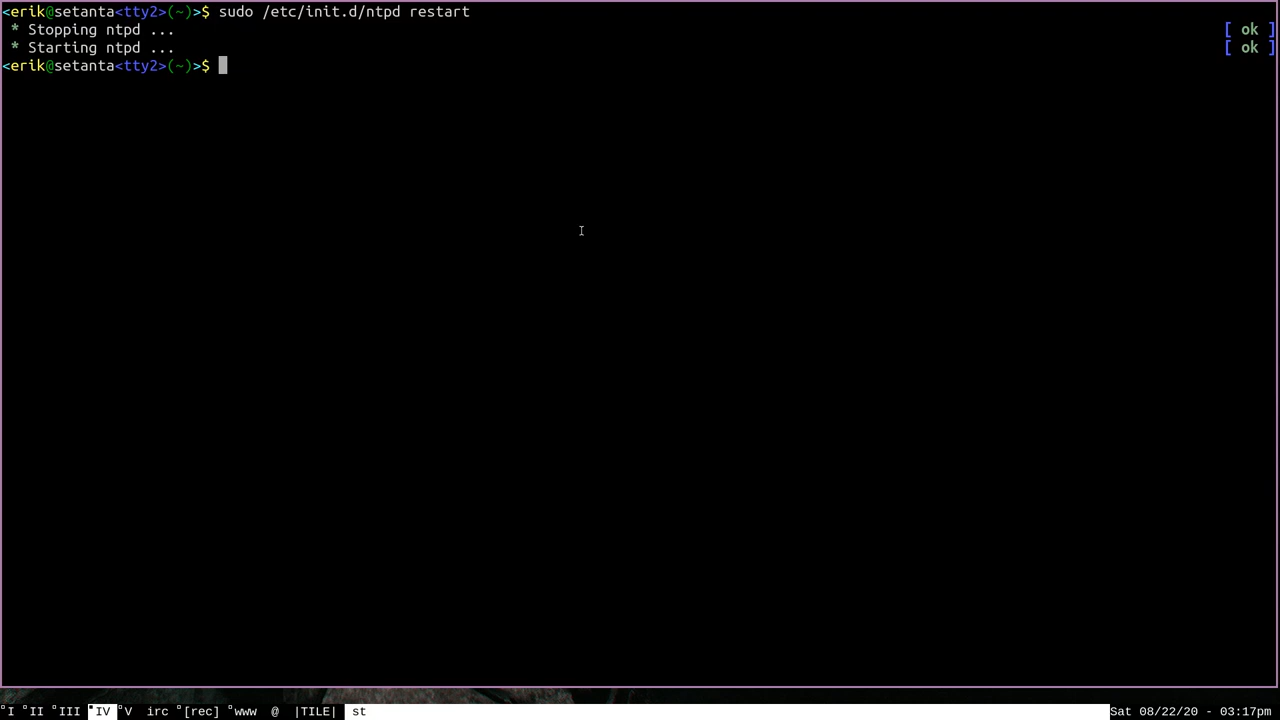 <erik@setanta<tty2>(~)>$ sudo /etc/init.d/ntpd restart
* Stopping ntpd ... [ ok ]
* Starting ntpd ... [ ok ]
<erik@setanta<tty2>(~)>$
I II III IV V irc [rec] www @ |TILE| st Sat 08/22/20 - 03:17pm